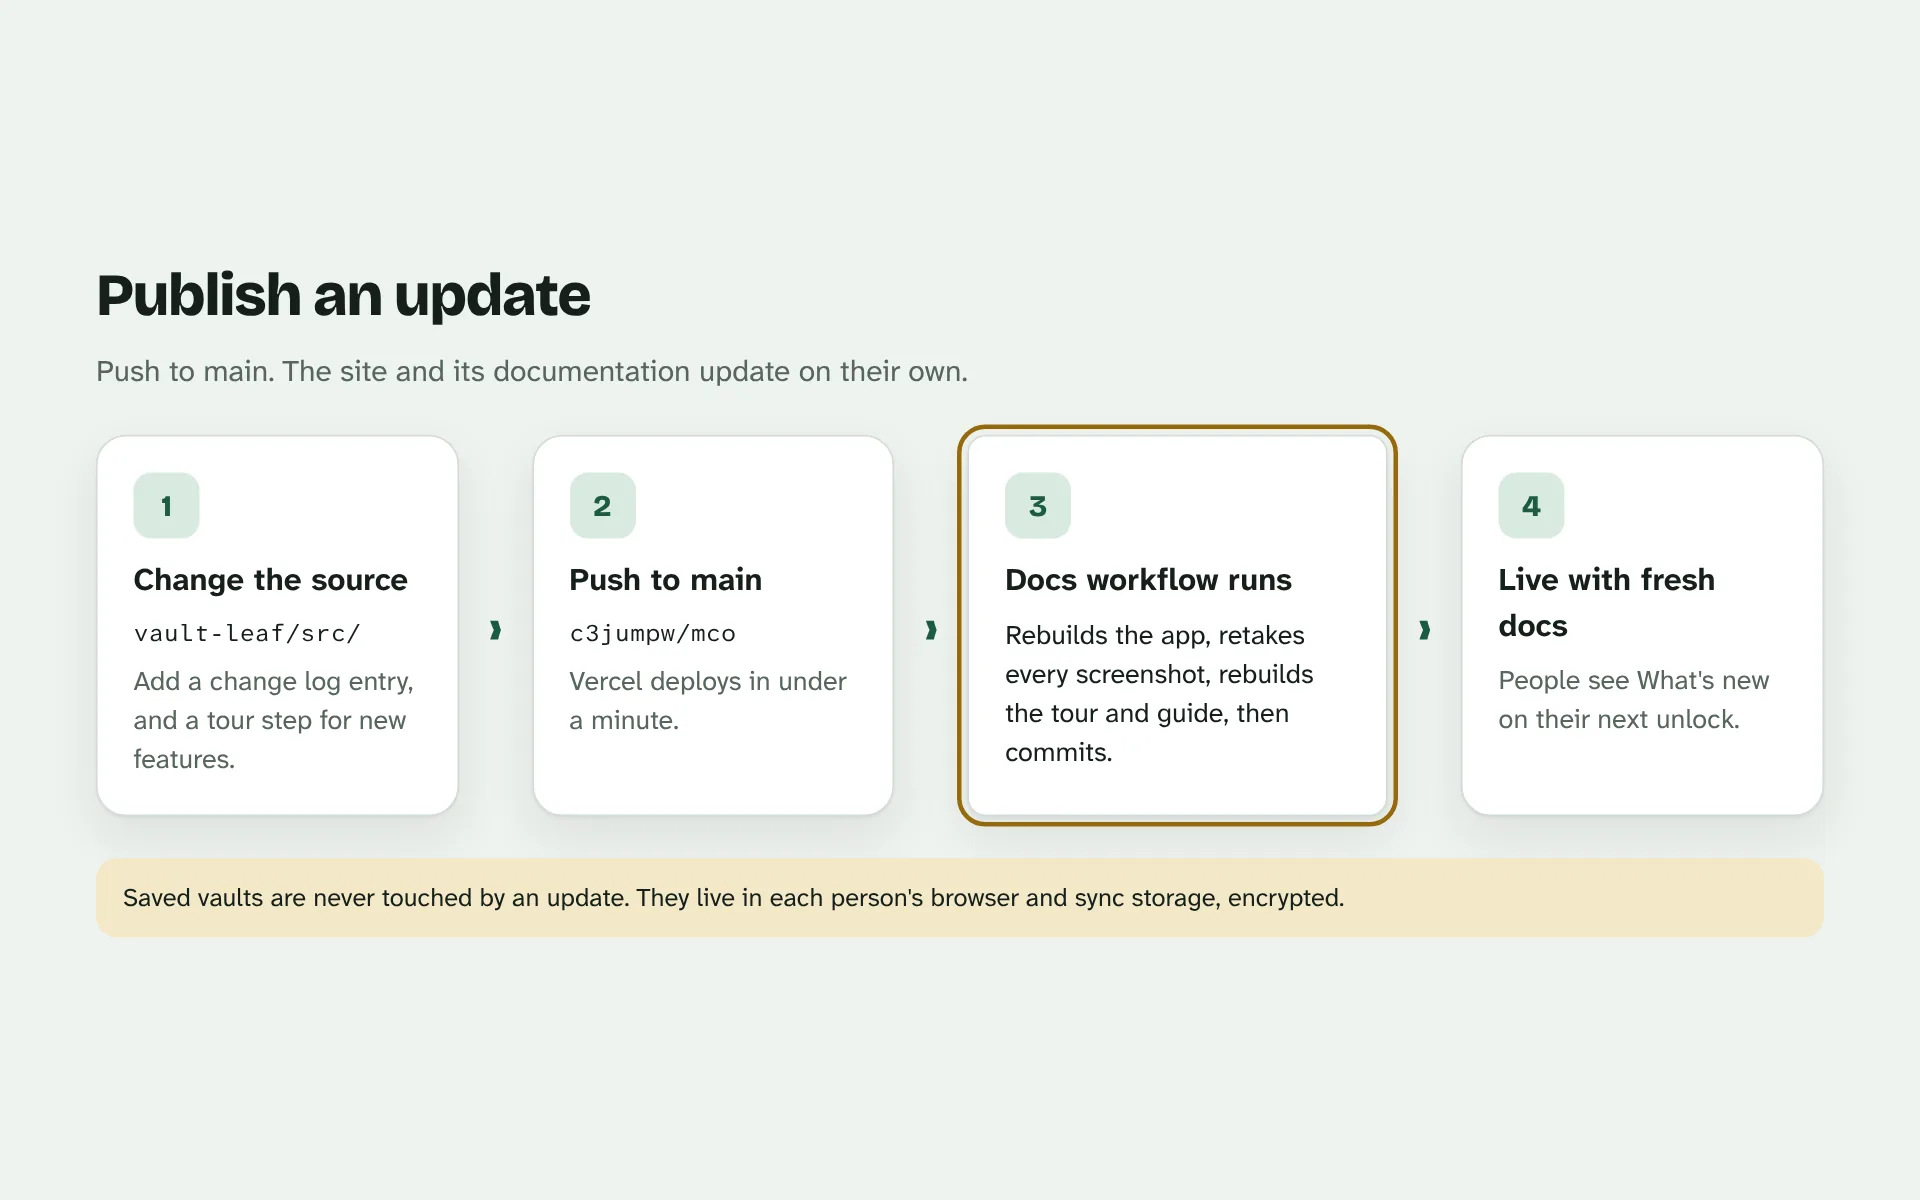 Publish an update
Push to main. The site and its documentation update on their own.
1
Change the source
vault-leaf/src/
Add a change log entry,
and a tour step for new
features.
2
Push to main
c3jumpw/mco
Vercel deploys in under
a minute.
3
Docs workflow runs
Rebuilds the app, retakes
every screenshot, rebuilds
the tour and guide, then
commits.
4
Live with fresh
docs
People see What's new
on their next unlock.
Saved vaults are never touched by an update. They live in each person's browser and sync storage, encrypted.